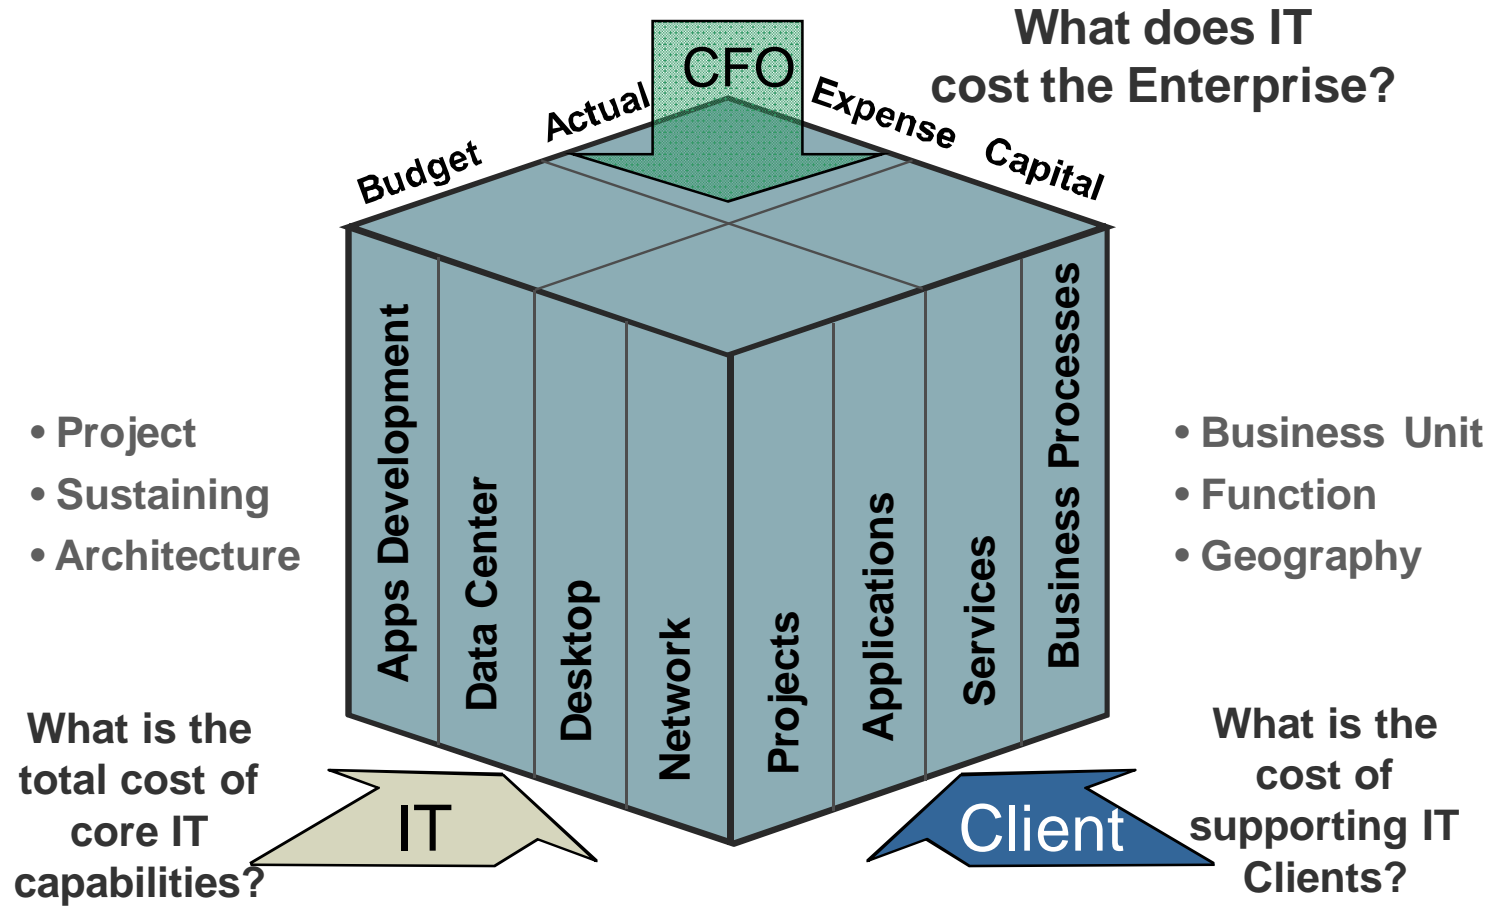 What does IT
cost the Enterprise?
CFO
Budget
Actual
Expense
Capital
• Project
• Sustaining
• Architecture
Apps Development
Data Center
Desktop
Network
Projects
Applications
Services
Business Processes
• Business Unit
• Function
• Geography
What is the
total cost of
core IT
capabilities?
IT
Client
What is the
cost of
supporting IT
Clients?